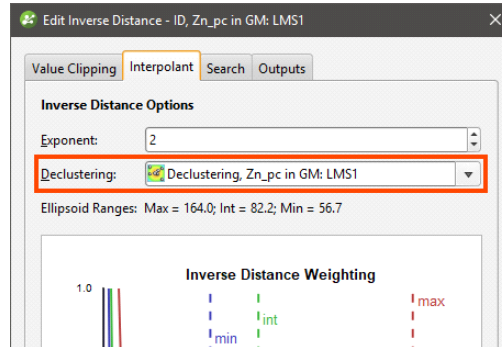 Edit Inverse Distance - ID, Zn_pc in GM: LMS1
Value Clipping Interpolant Search Outputs
Inverse Distance Options
Exponent: 2
Declustering: Declustering, Zn_pc in GM: LMS1
Ellipsoid Ranges: Max = 164.0; Int = 82.2; Min = 56.7
Inverse Distance Weighting
1.0
max
int
min